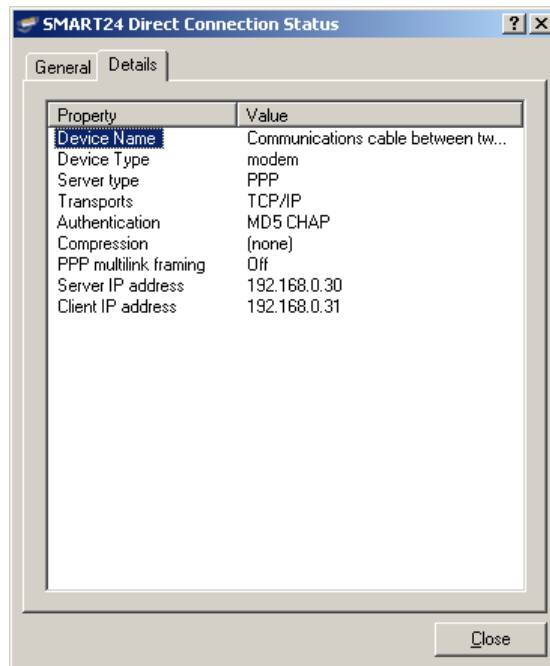 SMART24 Direct Connection Status
General Details
Property Value
Device Name Communications cable between tw...
Device Type modem
Server type PPP
Transports TCP/IP
Authentication MD5 CHAP
Compression (none)
PPP multilink framing Off
Server IP address 192.168.0.30
Client IP address 192.168.0.31
Close